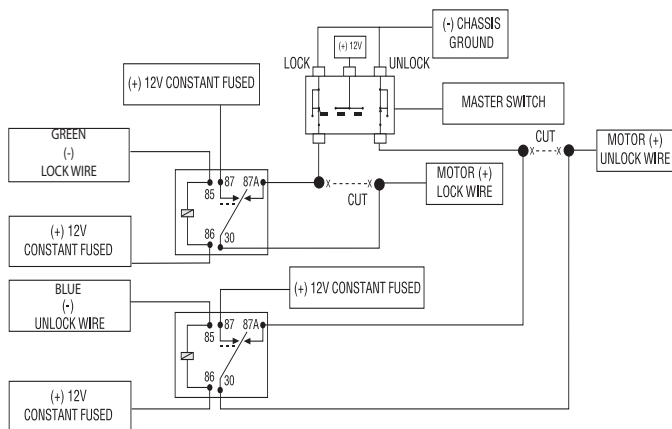 (-) CHASSIS
GROUND
(+) 12V
LOCK
UNLOCK
(+) 12V CONSTANT FUSED
MASTER SWITCH
GREEN
(-)
LOCK WIRE
CUT
MOTOR (+)
UNLOCK WIRE
x
x
87
87A
85
x
x
MOTOR (+)
LOCK WIRE
CUT
86
30
(+) 12V
CONSTANT FUSED
BLUE
(-)
UNLOCK WIRE
(+) 12V CONSTANT FUSED
87
87A
85
86
30
(+) 12V
CONSTANT FUSED